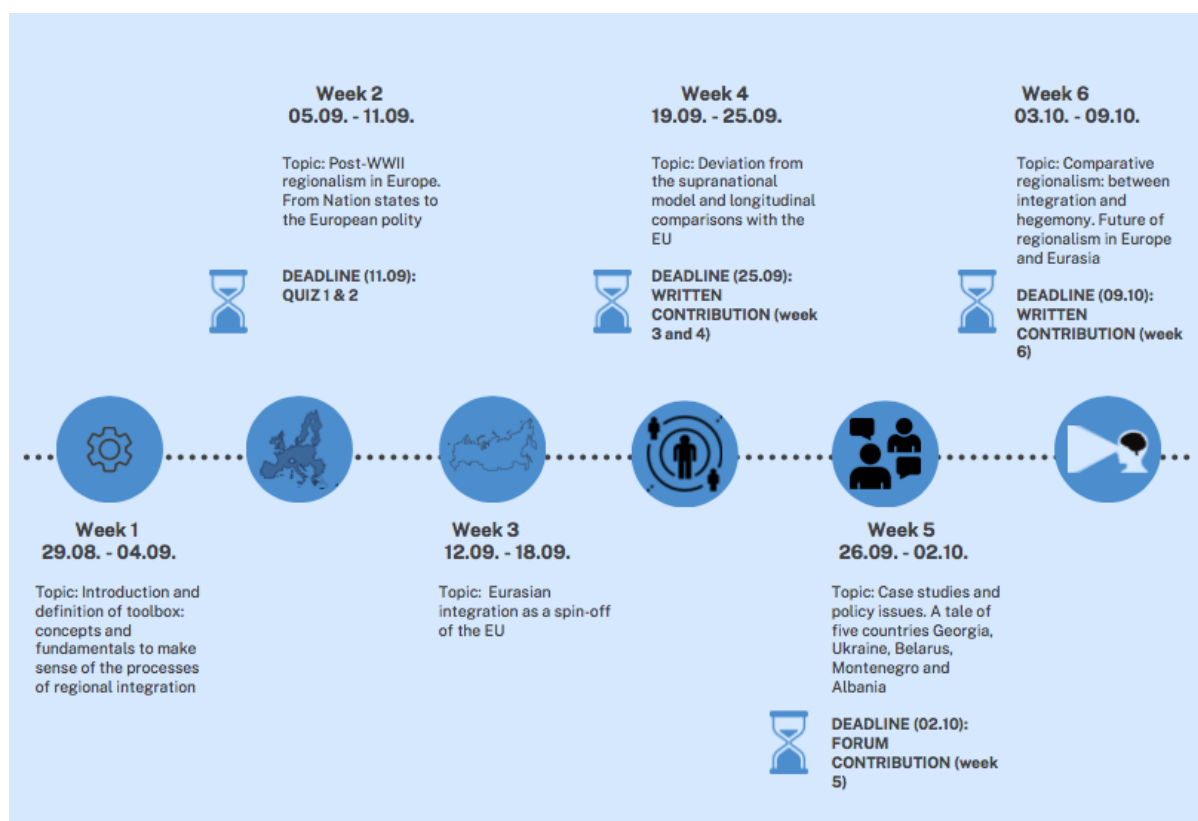 Week 2
05.09. - 11.09.
Topic: Post-WWII
regionalism in Europe.
From Nation states to
the European polity
DEADLINE (11.09):
QUIZ 1 & 2
Week 4
19.09. - 25.09.
Topic: Deviation from
the supranational
model and longitudinal
comparisons with the
EU
DEADLINE (25.09):
WRITTEN
CONTRIBUTION (week
3 and 4)
Week 6
03.10. - 09.10.
Topic: Comparative
regionalism: between
integration and
hegemony. Future of
regionalism in Europe
and Eurasia
DEADLINE (09.10):
WRITTEN
CONTRIBUTION (week
6)
Week 1
29.08. - 04.09.
Topic: Introduction and
definition of toolbox:
concepts and
fundamentals to make
sense of the processes
of regional integration
Week 3
12.09. - 18.09.
Topic: Eurasian
integration as a spin-off
of the EU
Week 5
26.09. - 02.10.
Topic: Case studies and
policy issues. A tale of
five countries Georgia,
Ukraine, Belarus,
Montenegro and
Albania
DEADLINE (02.10):
FORUM
CONTRIBUTION (week
5)